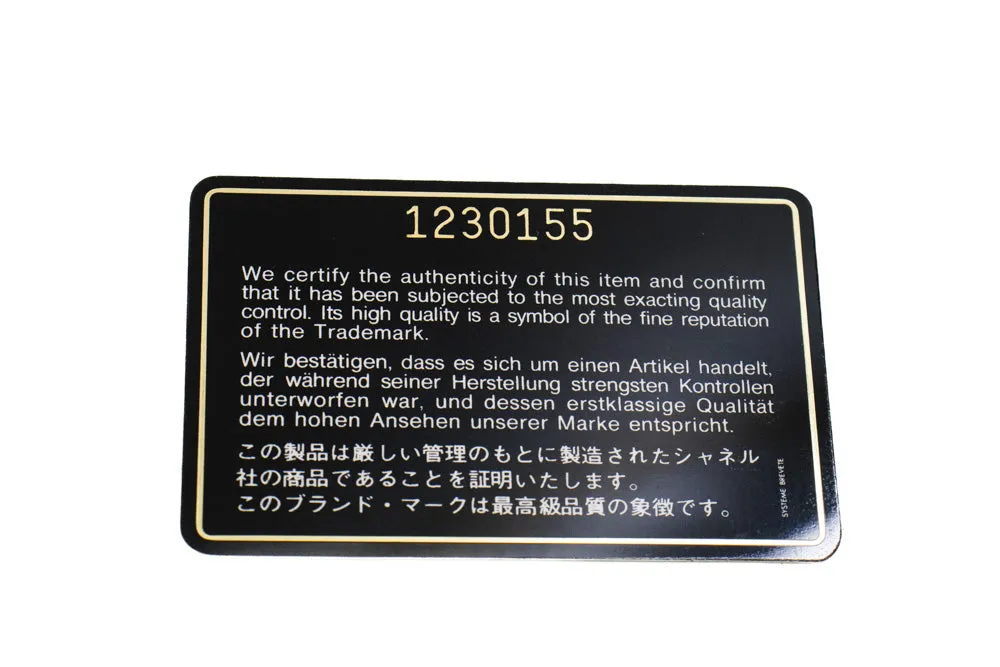 1230155
We certify the authenticity of this item and confirm
that it has been subjected to the most exacting quality
control. Its high quality is a symbol of the fine reputation
of the Trademark.
Wir bestätigen, dass es sich um einen Artikel handelt,
der während seiner Herstellung strengsten Kontrollen
unterworfen war, und dessen erstklassige Qualität
dem hohen Ansehen unserer Marke entspricht.
この製品は厳しい管理のもとに製造されたシャネル
社の商品であることを証明いたします。
このブランド・マークは最高級品質の象徴です。
SYSTEME BREVETE